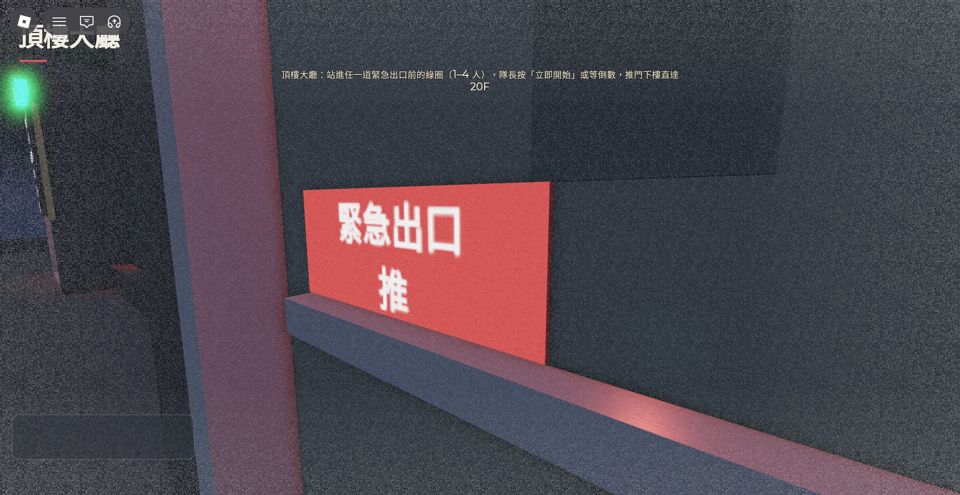 頂樓大廳
頂樓大廳：站進任一道緊急出口前的綠圈（1–4 人），隊長按「立即開始」或等倒數，推門下樓直達
20F
緊急出口
推